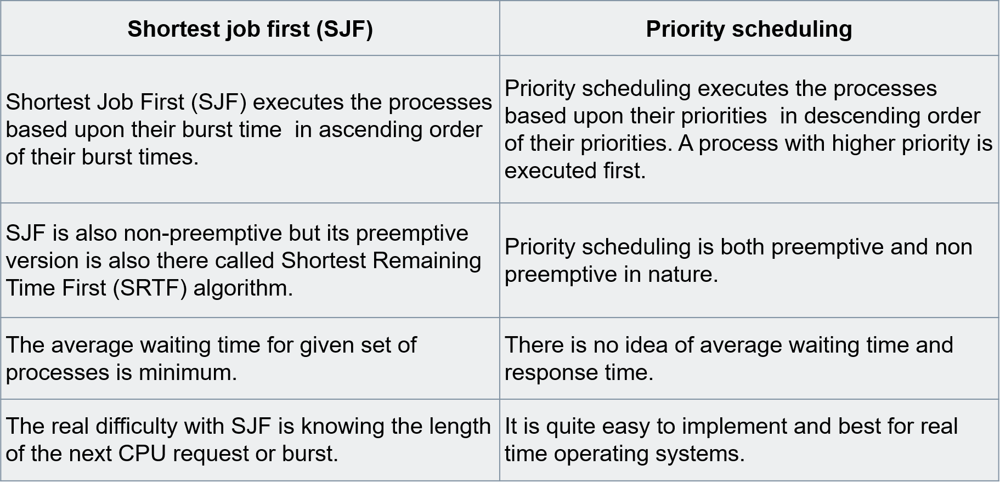 Shortest job first (SJF)
Priority scheduling
Shortest Job First (SJF) executes the processes
based upon their burst time  in ascending order
of their burst times.
Priority scheduling executes the processes
based upon their priorities  in descending order
of their priorities. A process with higher priority is
executed first.
SJF is also non-preemptive but its preemptive
version is also there called Shortest Remaining
Time First (SRTF) algorithm.
Priority scheduling is both preemptive and non
preemptive in nature.
The average waiting time for given set of
processes is minimum.
There is no idea of average waiting time and
response time.
The real difficulty with SJF is knowing the length
of the next CPU request or burst.
It is quite easy to implement and best for real
time operating systems.